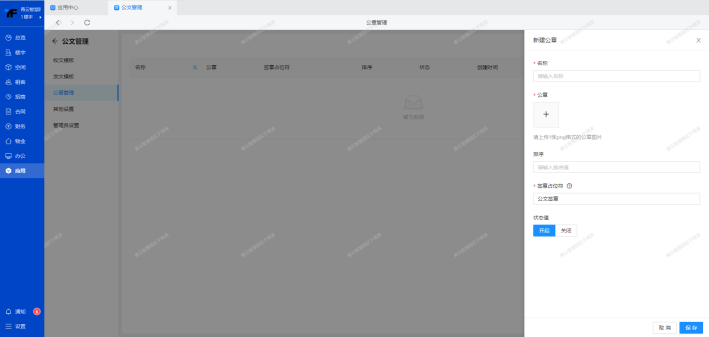 应用中心
公文管理
公章管理
1楼宇
总览
楼宇
空间
租客
招商
合同
财务
物业
办公
应用
通知
设置
公文管理
收文模板
发文模板
公章管理
其他设置
管理员设置
名称 公章 签章占位符 排序 状态 创建时间
暂无数据
新建公章
* 名称
请输入名称
* 公章
请上传1张png格式的公章图片
排序
请输入排序值
* 签章占位符
公文签章
状态值
开启 关闭
取消 保存